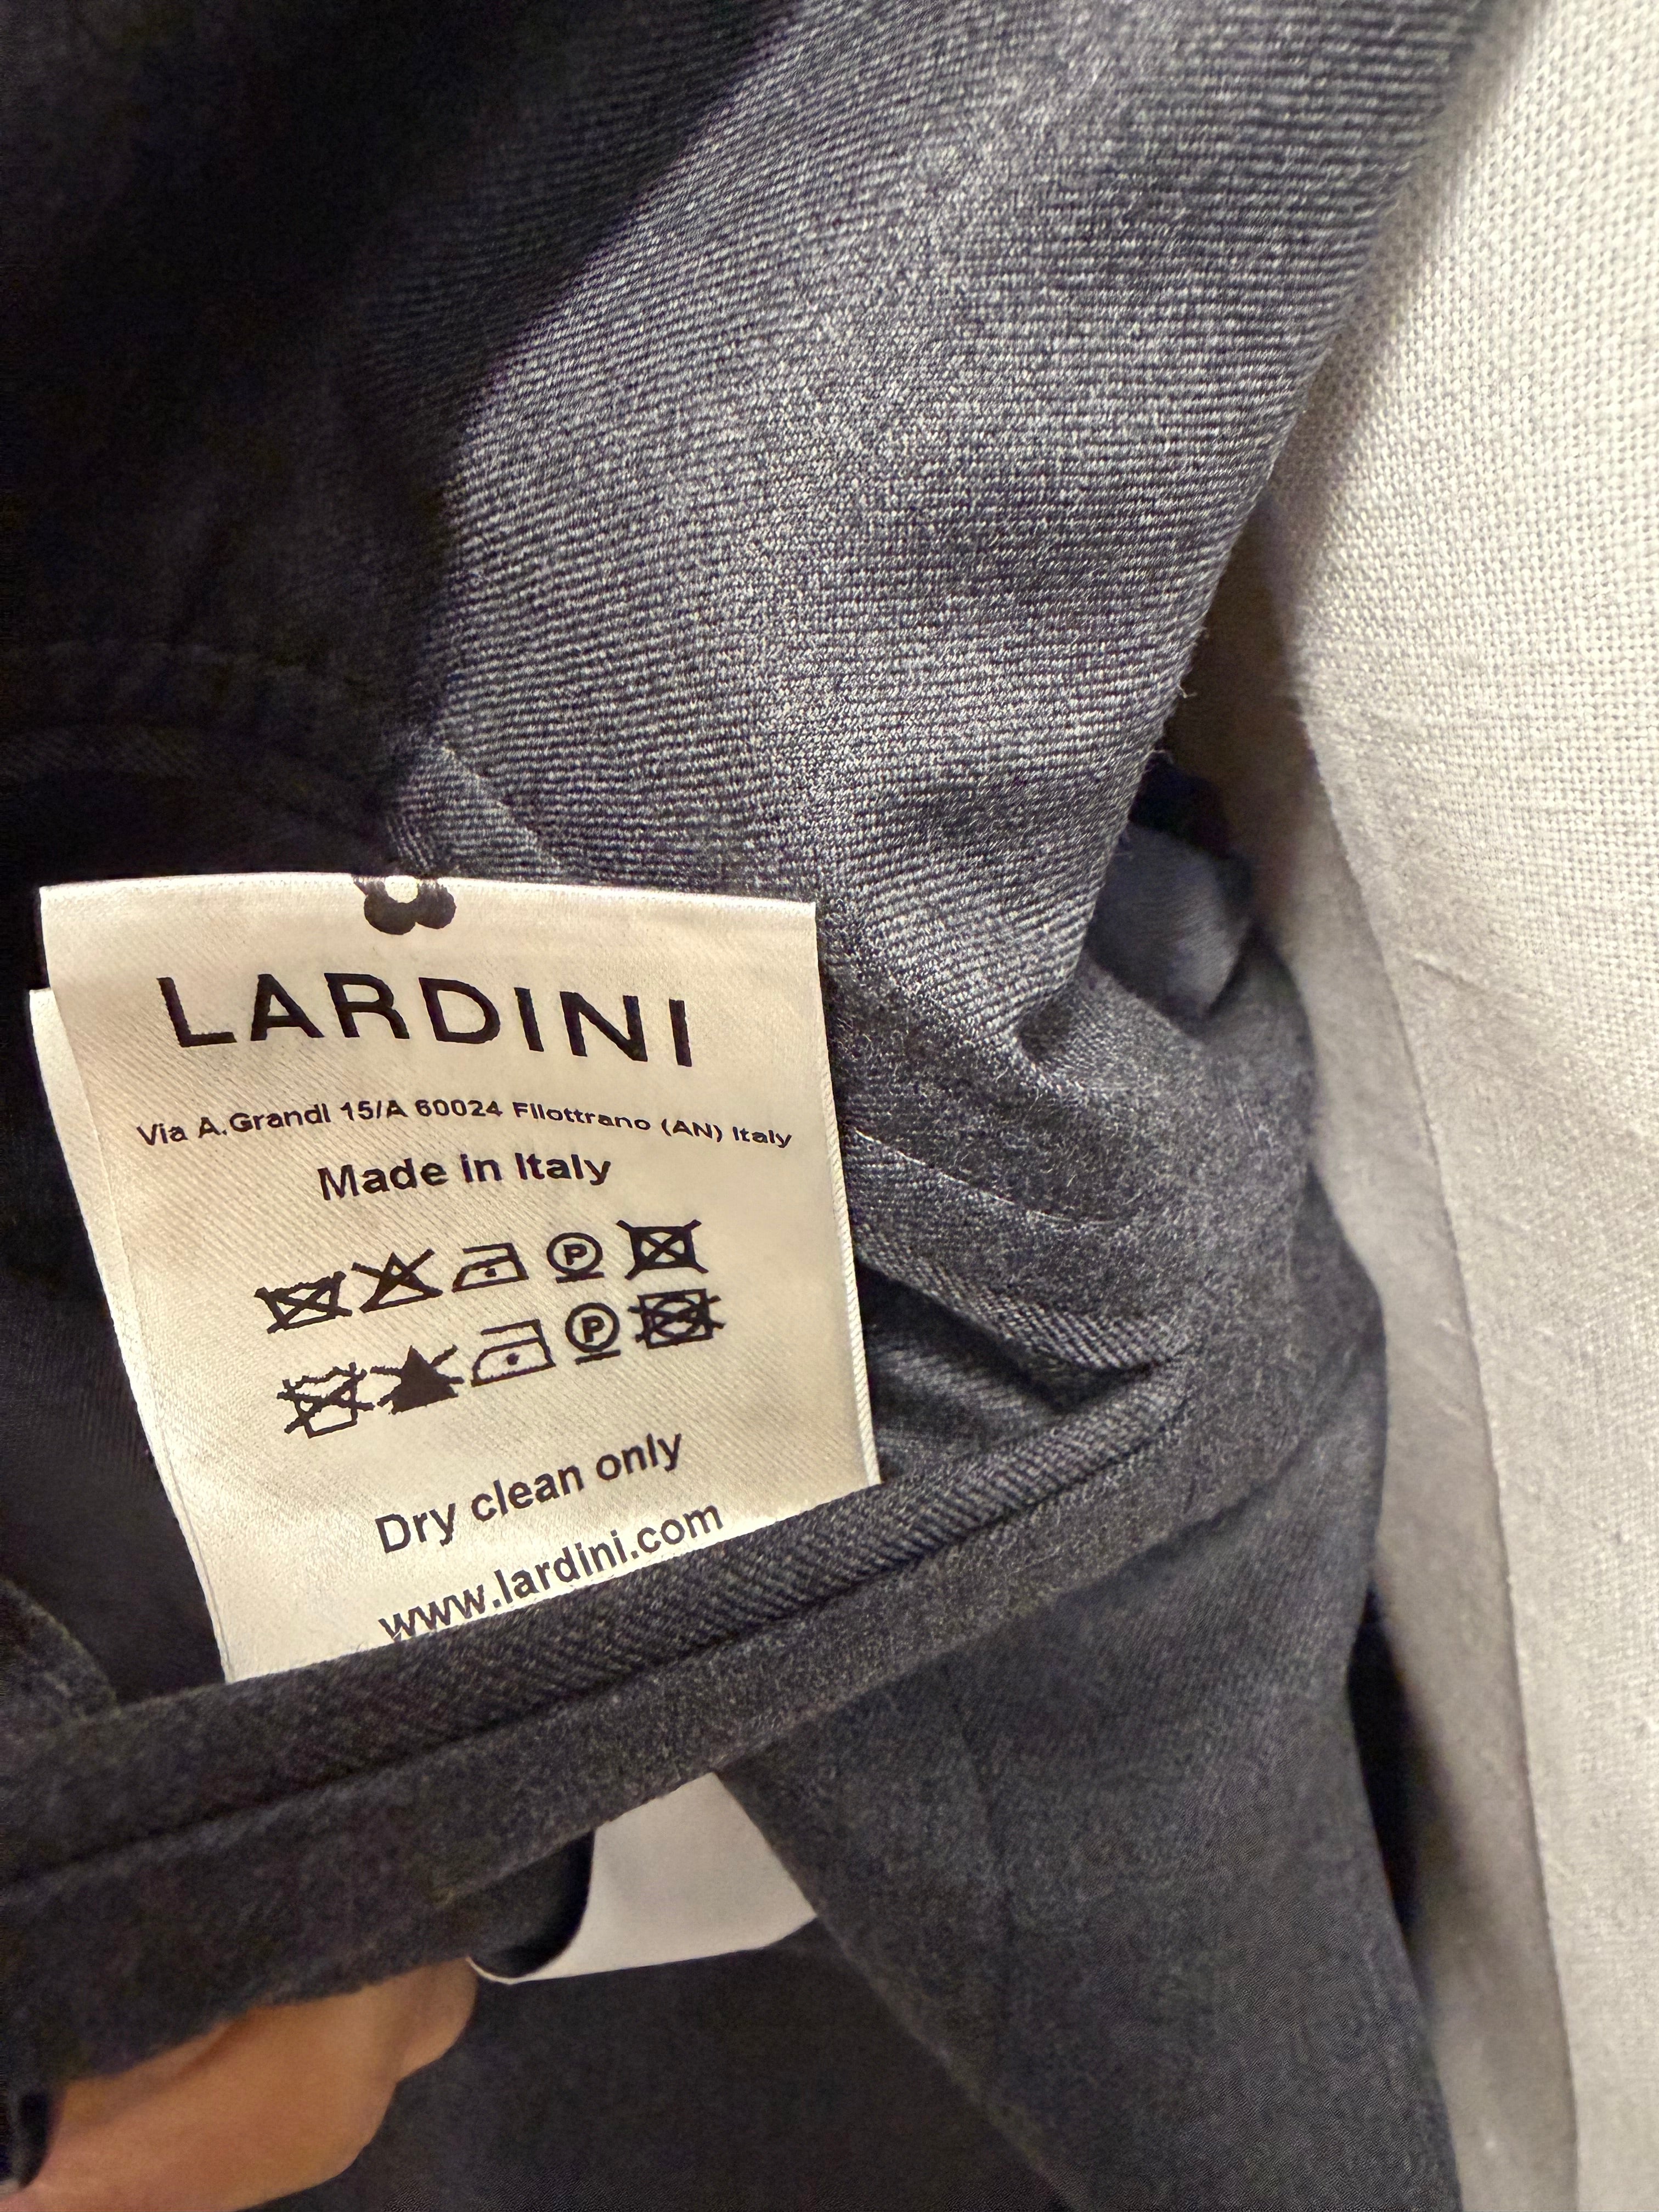 LARDINI
Via A.Grandi 15/A 60024 Filottrano (AN) Italy
Made in Italy
P
P
Dry clean only
www.lardini.com